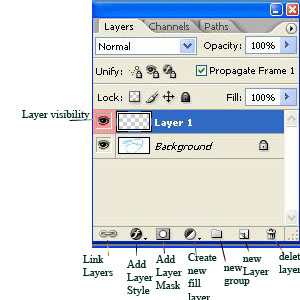 Layers Channels Paths
Normal Opacity: 100%
Unify: Propagate Frame 1
Lock: Fill: 100%
Layer visibility
Layer 1
Background
Link Layers
Add Layer Style
Add Layer Mask
Create new fill layer
new group
new Layer
delet layer